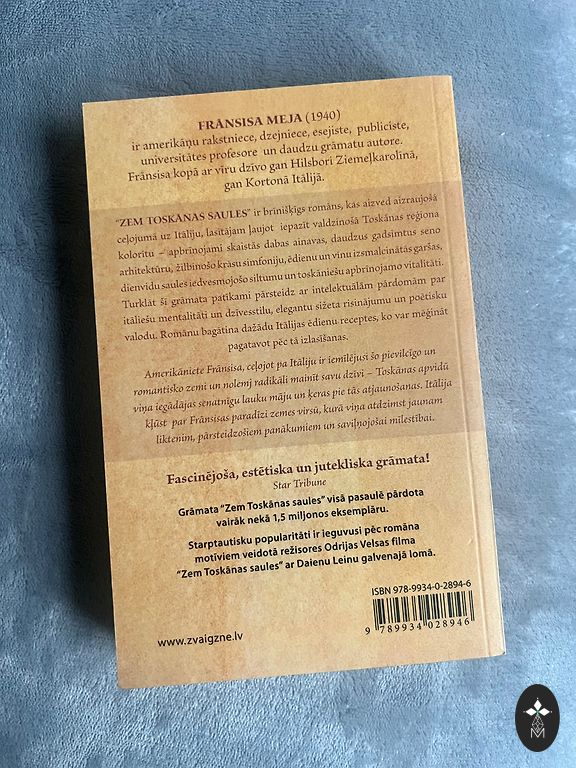 FRĀNSISA MEJA (1940)
ir amerikāņu rakstniece, dzejniece, esejiste, publiciste,
universitātes profesore un daudzu grāmatu autore.
Frānsisa kopā ar vīru dzīvo gan Hilsbori Ziemeļkarolīnā,
gan Kortonā Itālijā.
"ZEM TOSKĀNAS SAULES" ir brīnišķīgs romāns, kas aizved aizraujošā
ceļojumā uz Itāliju, lasītājam ļaujot iepazīt valdzinošā Toskānas reģiona
kolorītu – apbrīnojami skaistās dabas ainavas, daudzus gadsimtus seno
arhitektūru, žilbinošo krāsu simfoniju, ēdienu un vīnu izsmalcinātās garšas,
dienvidu saules iedvesmojošo siltumu un toskāniešu apbrīnojamo vitalitāti.
Turklāt šī grāmata patīkami pārsteidz ar intelektuālām pārdomām par
itāliešu mentalitāti un dzīvesstilu, elegantu sižeta risinājumu un poētisku
valodu. Romānu bagātina dažādu Itālijas ēdienu receptes, ko var mēģināt
pagatavot pēc tā izlasīšanas.
Amerikāniete Frānsisa, ceļojot pa Itāliju ir iemīlējusi šo pievilcīgo un
romantisko zemi un nolēmj radikāli mainīt savu dzīvi – Toskānas apvidū
viņa iegādājas senatnīgu lauku māju un ķeras pie tās atjaunošanas. Itālija
kļūst par Frānsisas paradīzi zemes virsū, kurā viņa atdzimst jaunam
liktenim, pārsteidzošiem panākumiem un saviļņojošai mīlestībai.
Fascinējoša, estētiska un jutekliska grāmata!
Star Tribune
Grāmata "Zem Toskānas saules" visā pasaulē pārdota
vairāk nekā 1,5 miljonos eksemplāru.
Starptautisku popularitāti ir ieguvusi pēc romāna
motīviem veidotā režisores Odrijas Velsas filma
"Zem Toskānas saules" ar Daienu Leinu galvenajā lomā.
ISBN 978-9934-0-2894-6
9 789934 028946
www.zvaigzne.lv